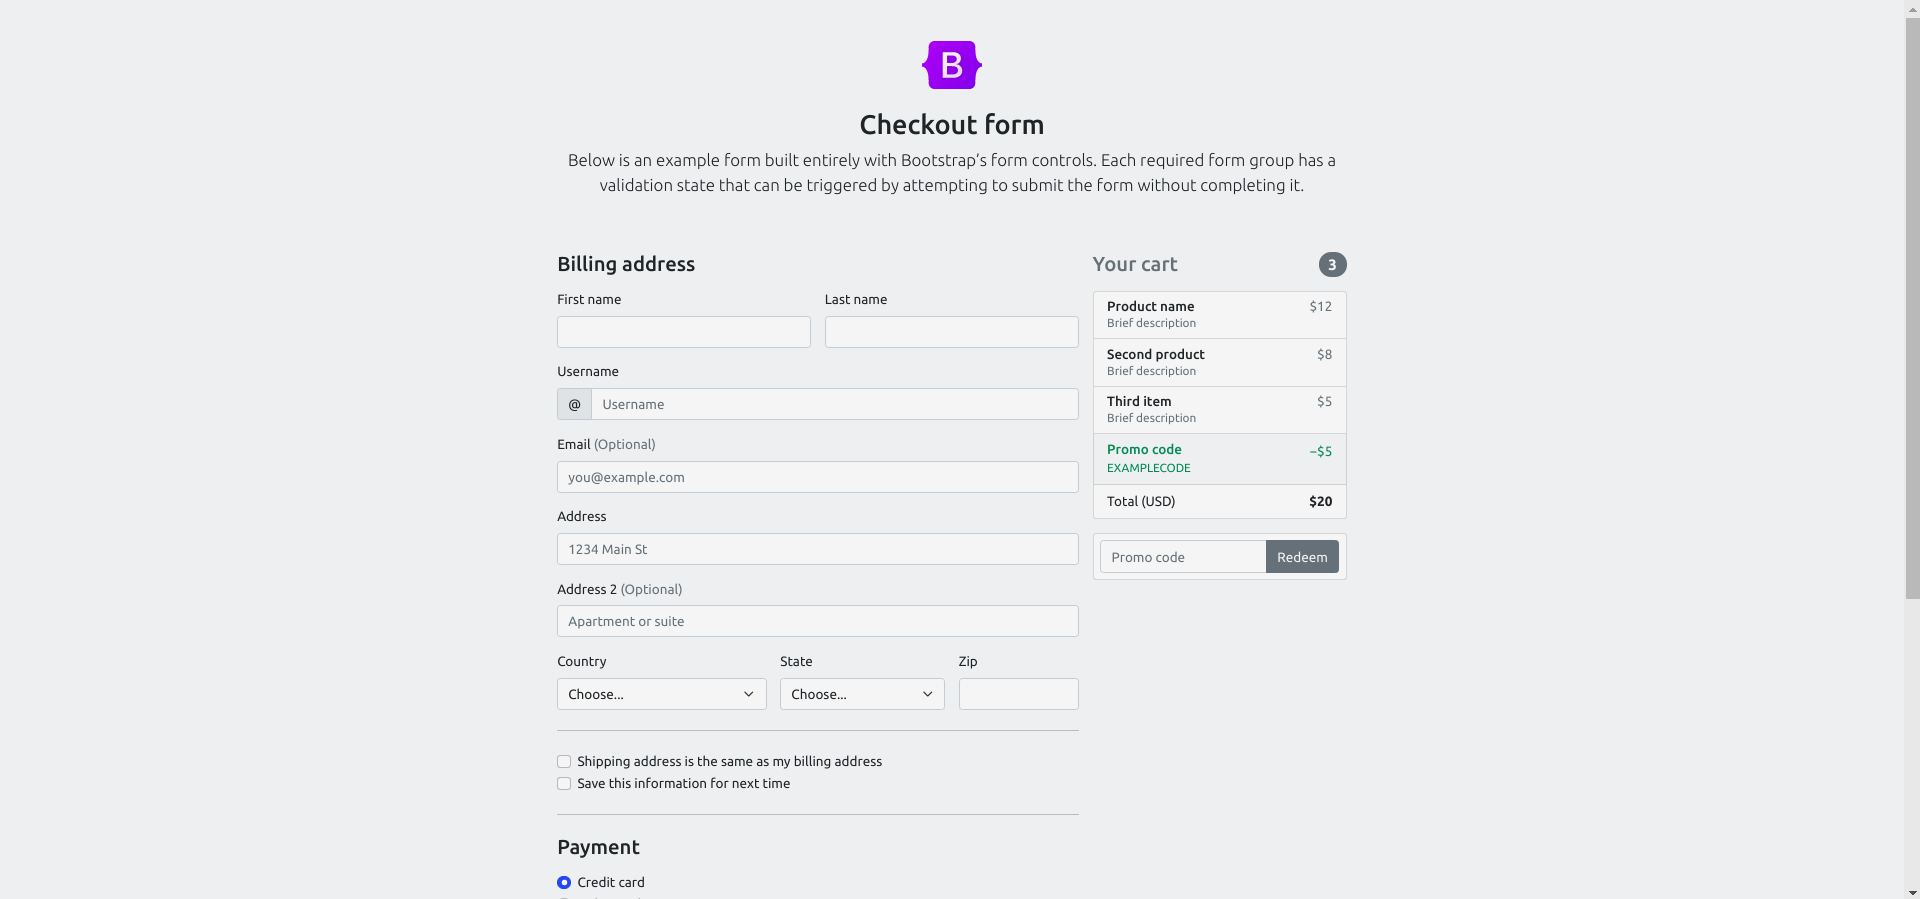 B
Checkout form
Below is an example form built entirely with Bootstrap’s form controls. Each required form group has a
validation state that can be triggered by attempting to submit the form without completing it.
Billing address
First name
Last name
Username
@ Username
Email (Optional)
you@example.com
Address
1234 Main St
Address 2 (Optional)
Apartment or suite
Country
State
Zip
Choose...
Choose...
Shipping address is the same as my billing address
Save this information for next time
Payment
Credit card
Your cart 3
Product name $12
Brief description
Second product $8
Brief description
Third item $5
Brief description
Promo code −$5
EXAMPLECODE
Total (USD) $20
Promo code Redeem